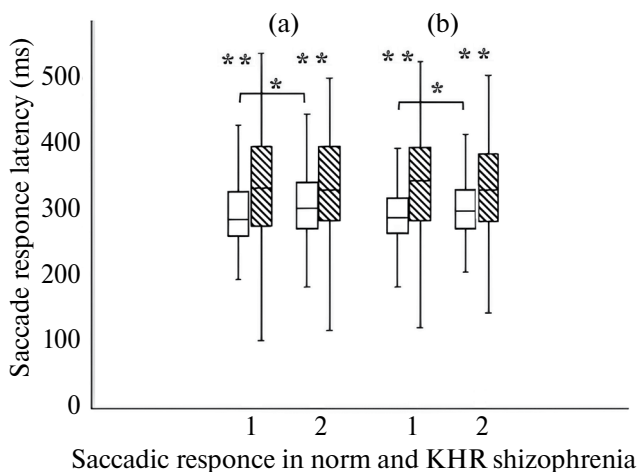 (a) (b)
** ** ** **
* *
Saccade responce latency (ms)
500
400
300
200
100
0
1 2 1 2
Saccadic responce in norm and KHR shizophrenia